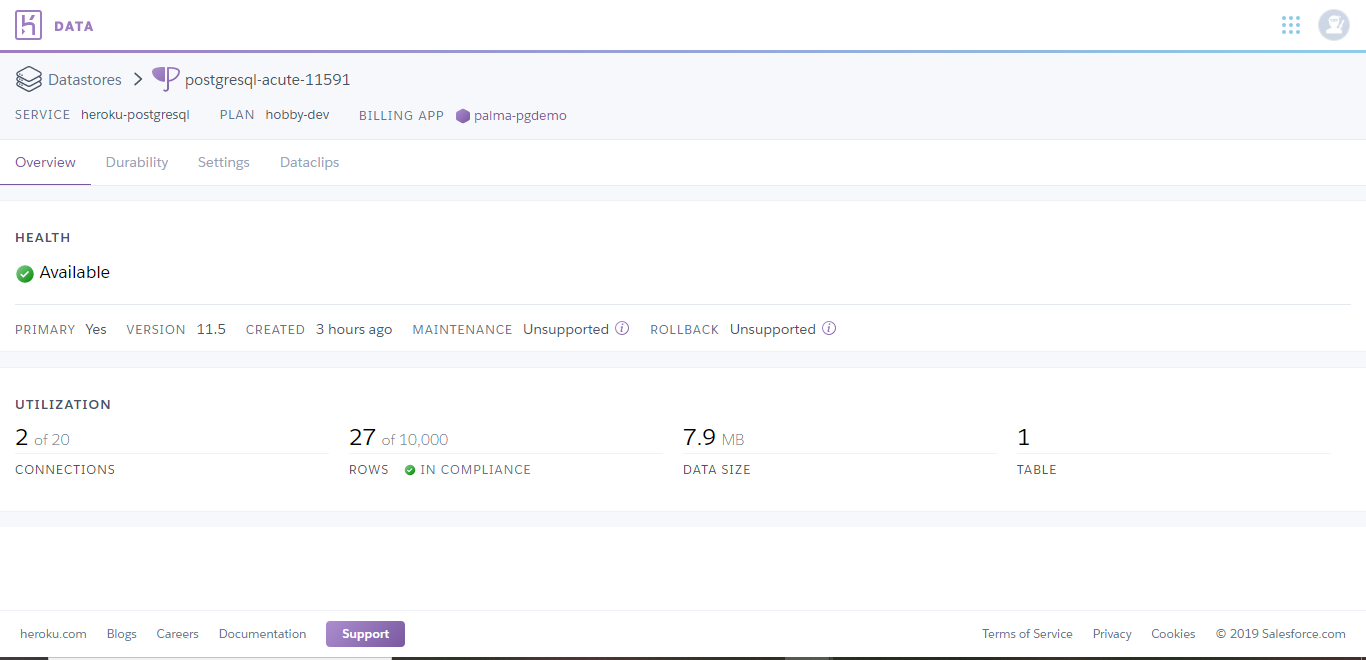 DATA
Datastores postgresql-acute-11591
SERVICE heroku-postgresql PLAN hobby-dev BILLING APP palma-pgdemo
Overview Durability Settings Dataclips
HEALTH
Available
PRIMARY Yes VERSION 11.5 CREATED 3 hours ago MAINTENANCE Unsupported ROLLBACK Unsupported
UTILIZATION
2 of 20 27 of 10,000 7.9 MB 1
CONNECTIONS ROWS IN COMPLIANCE DATA SIZE TABLE
heroku.com Blogs Careers Documentation Support Terms of Service Privacy Cookies © 2019 Salesforce.com